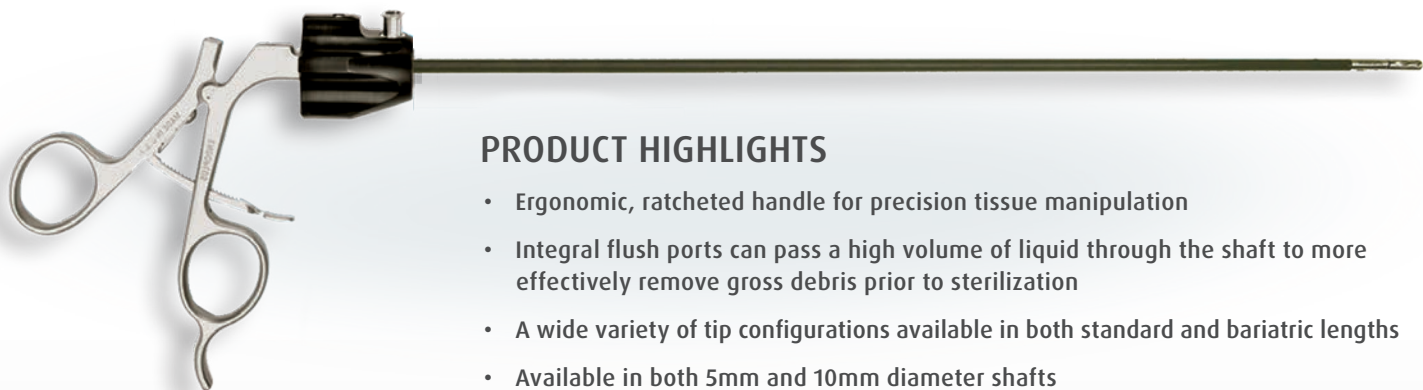 PRODUCT HIGHLIGHTS
• Ergonomic, ratcheted handle for precision tissue manipulation
• Integral flush ports can pass a high volume of liquid through the shaft to more
effectively remove gross debris prior to sterilization
• A wide variety of tip configurations available in both standard and bariatric lengths
• Available in both 5mm and 10mm diameter shafts